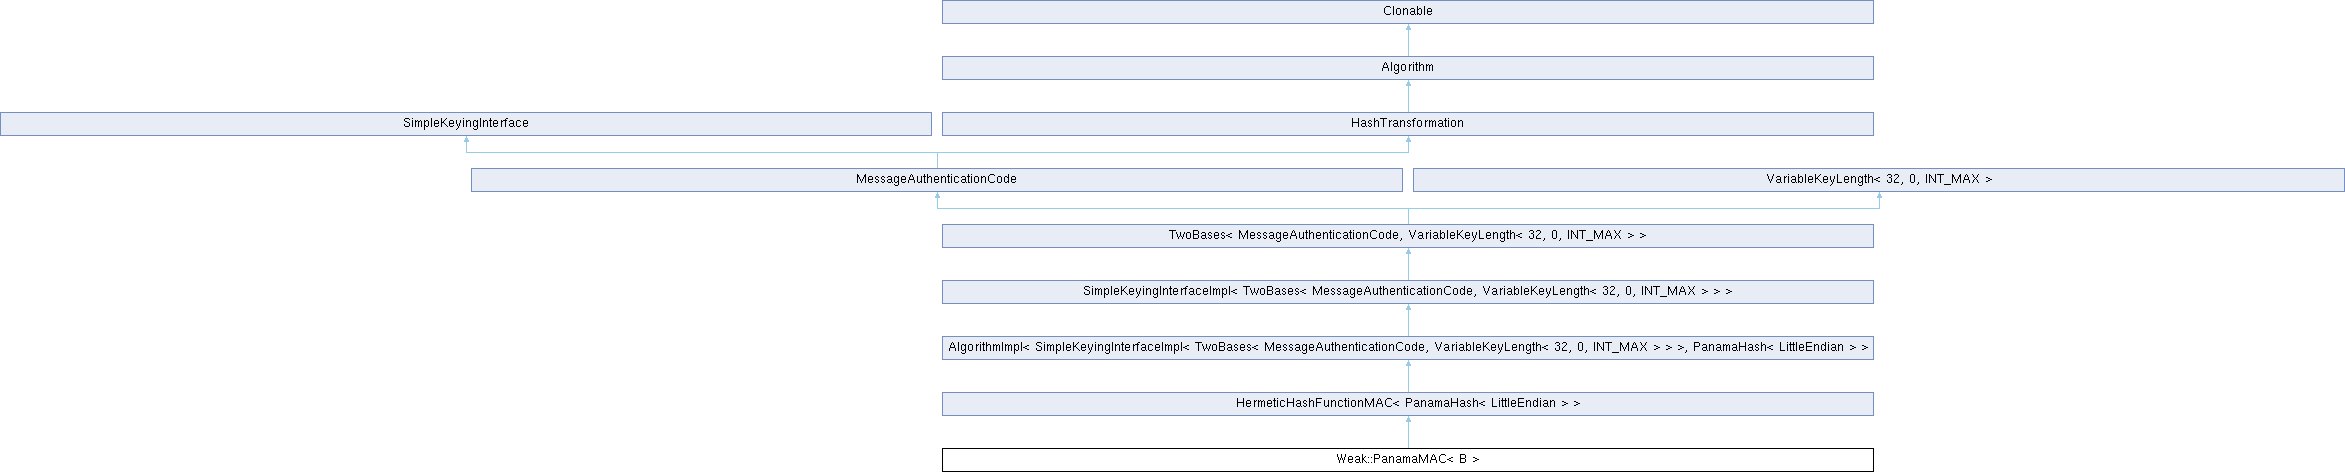 Clonable
Algorithm
SimpleKeyingInterface
HashTransformation
MessageAuthenticationCode
VariableKeyLength< 32, 0, INT_MAX >
TwoBases< MessageAuthenticationCode, VariableKeyLength< 32, 0, INT_MAX > >
SimpleKeyingInterfaceImpl< TwoBases< MessageAuthenticationCode, VariableKeyLength< 32, 0, INT_MAX > > >
AlgorithmImpl< SimpleKeyingInterfaceImpl< TwoBases< MessageAuthenticationCode, VariableKeyLength< 32, 0, INT_MAX > > >, PanamaHash< LittleEndian > >
HermeticHashFunctionMAC< PanamaHash< LittleEndian > >
Weak::PanamaMAC< B >